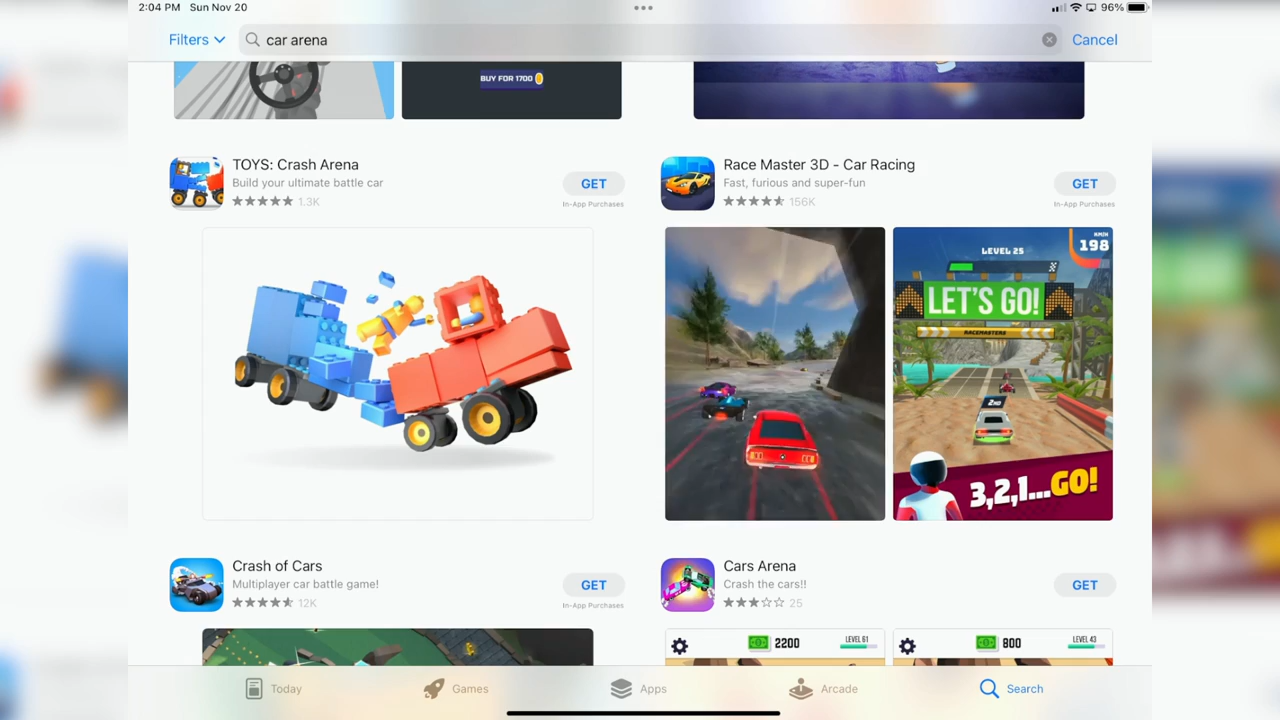 2:04 PM Sun Nov 20
96%
Filters
car arena
Cancel
BUY FOR 1700
TOYS: Crash Arena
Build your ultimate battle car
1.3K
GET
In-App Purchases
Race Master 3D - Car Racing
Fast, furious and super-fun
156K
GET
In-App Purchases
LEVEL 25
KM/H
198
LET'S GO!
RACEMASTERS
2ND
3,2,1...GO!
Crash of Cars
Multiplayer car battle game!
12K
GET
In-App Purchases
Cars Arena
Crash the cars!!
25
GET
2200
LEVEL 61
800
LEVEL 43
Today
Games
Apps
Arcade
Search